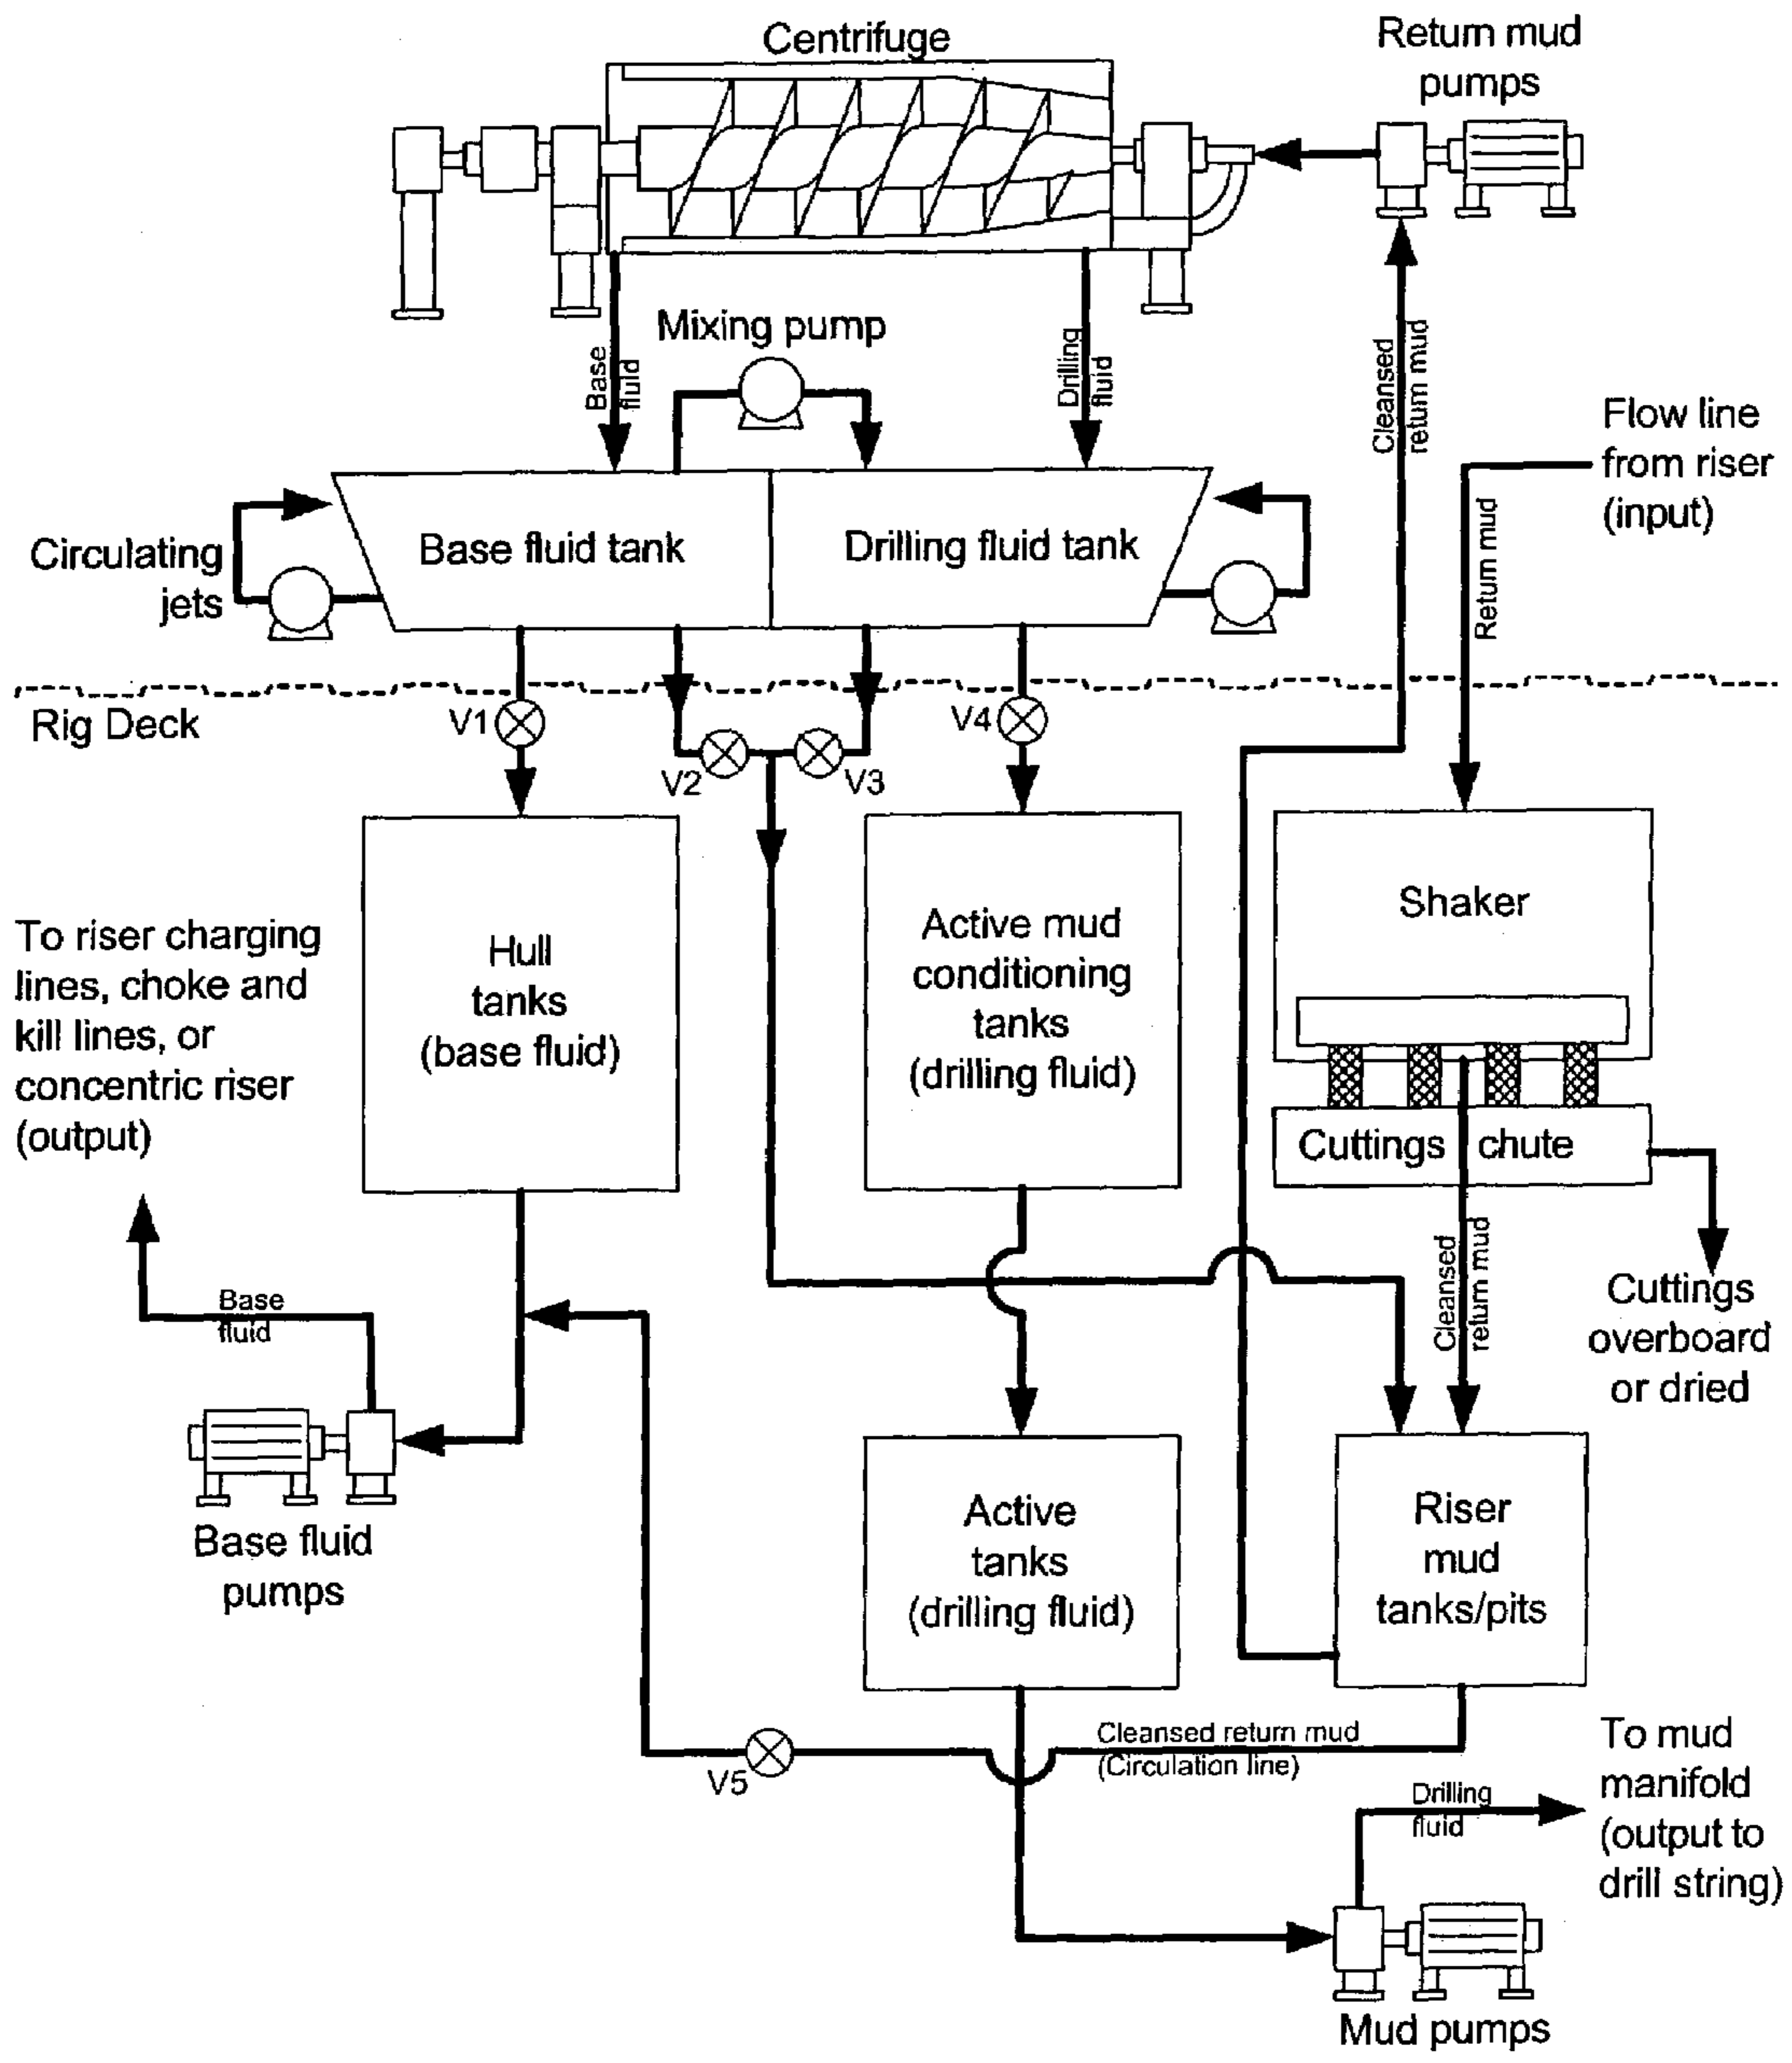 Centrifuge
Return mud
pumps
Mixing pump
Base
fluid
Drilling
fluid
Cleansed
return mud
Flow line
from riser
(input)
Return mud
Circulating
jets
Base fluid tank
Drilling fluid tank
Rig Deck
V1
V2
V3
V4
Shaker
To riser charging
lines, choke and
kill lines, or
concentric riser
(output)
Hull
tanks
(base fluid)
Active mud
conditioning
tanks
(drilling fluid)
Cuttings chute
Cleansed
return mud
Cuttings
overboard
or dried
Base
fluid
Base fluid
pumps
Active
tanks
(drilling fluid)
Riser
mud
tanks/pits
V5
Cleansed return mud
(Circulation line)
To mud
manifold
(output to
drill string)
Drilling
fluid
Mud pumps